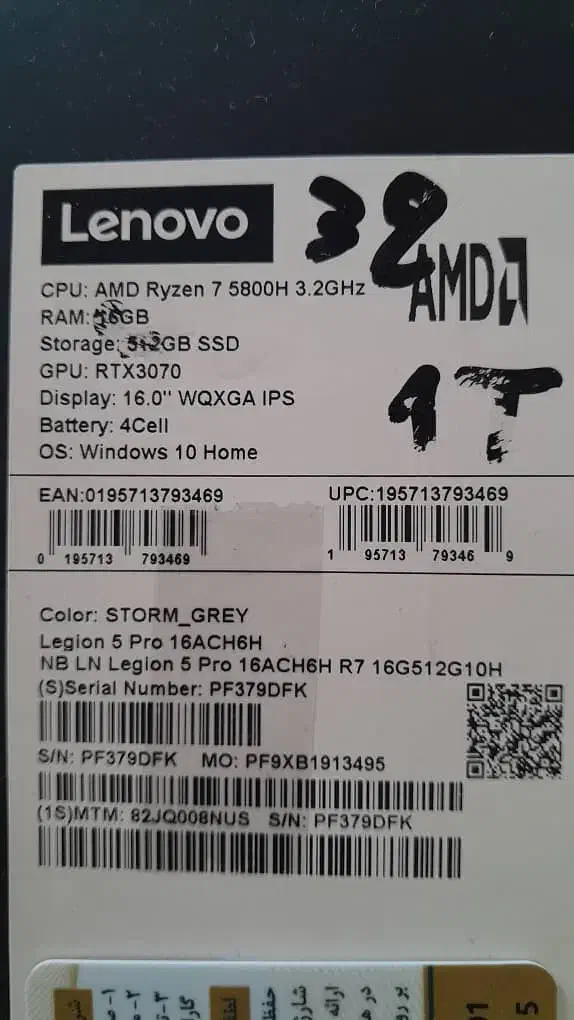 Lenovo
32
AMD
CPU: AMD Ryzen 7 5800H 3.2GHz
RAM: 16GB
Storage: 512GB SSD
1T
GPU: RTX3070
Display: 16.0" WQXGA IPS
Battery: 4Cell
OS: Windows 10 Home
EAN:0195713793469 UPC:195713793469
0 195713 793469 1 95713 79346 9
Color: STORM_GREY
Legion 5 Pro 16ACH6H
NB LN Legion 5 Pro 16ACH6H R7 16G512G10H
(S)Serial Number: PF379DFK
S/N: PF379DFK MO: PF9XB1913495
(1S)MTM: 82JQ008NUS S/N: PF379DFK